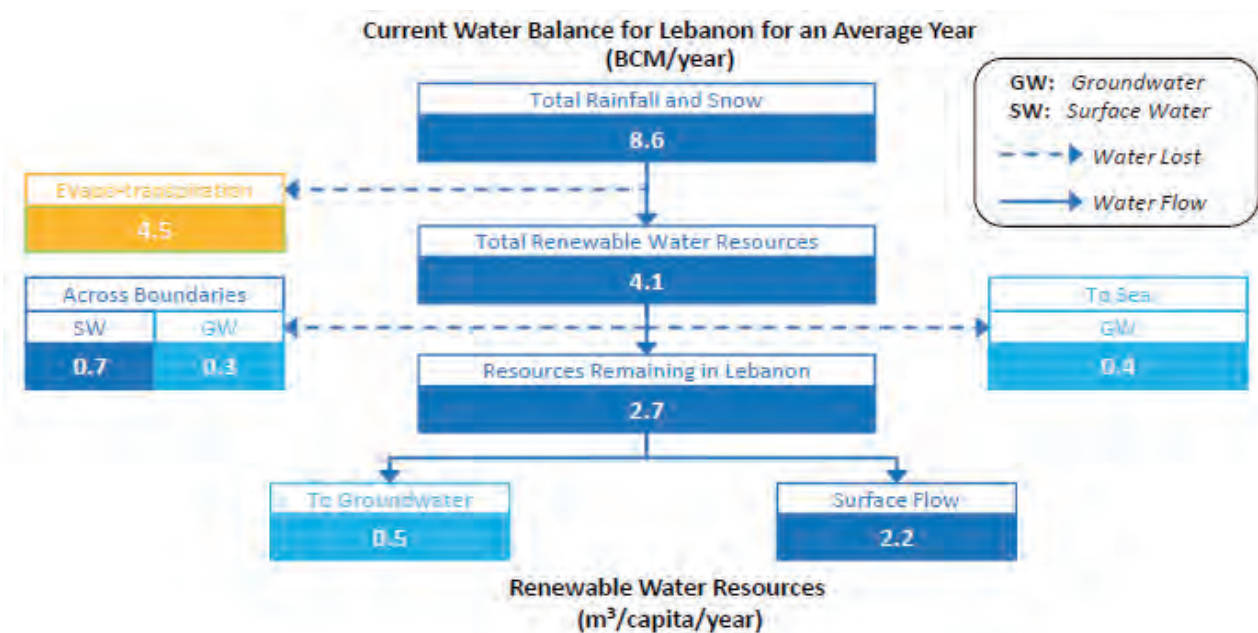 Current Water Balance for Lebanon for an Average Year
(BCM/year)
GW: Groundwater
SW: Surface Water
Water Lost
Water Flow
Total Rainfall and Snow
8.6
Evapo-transpiration
4.5
Total Renewable Water Resources
4.1
Across Boundaries
SW GW
0.7 0.3
To Sea
GW
0.4
Resources Remaining in Lebanon
2.7
To Groundwater
0.5
Surface Flow
2.2
Renewable Water Resources
(m³/capita/year)